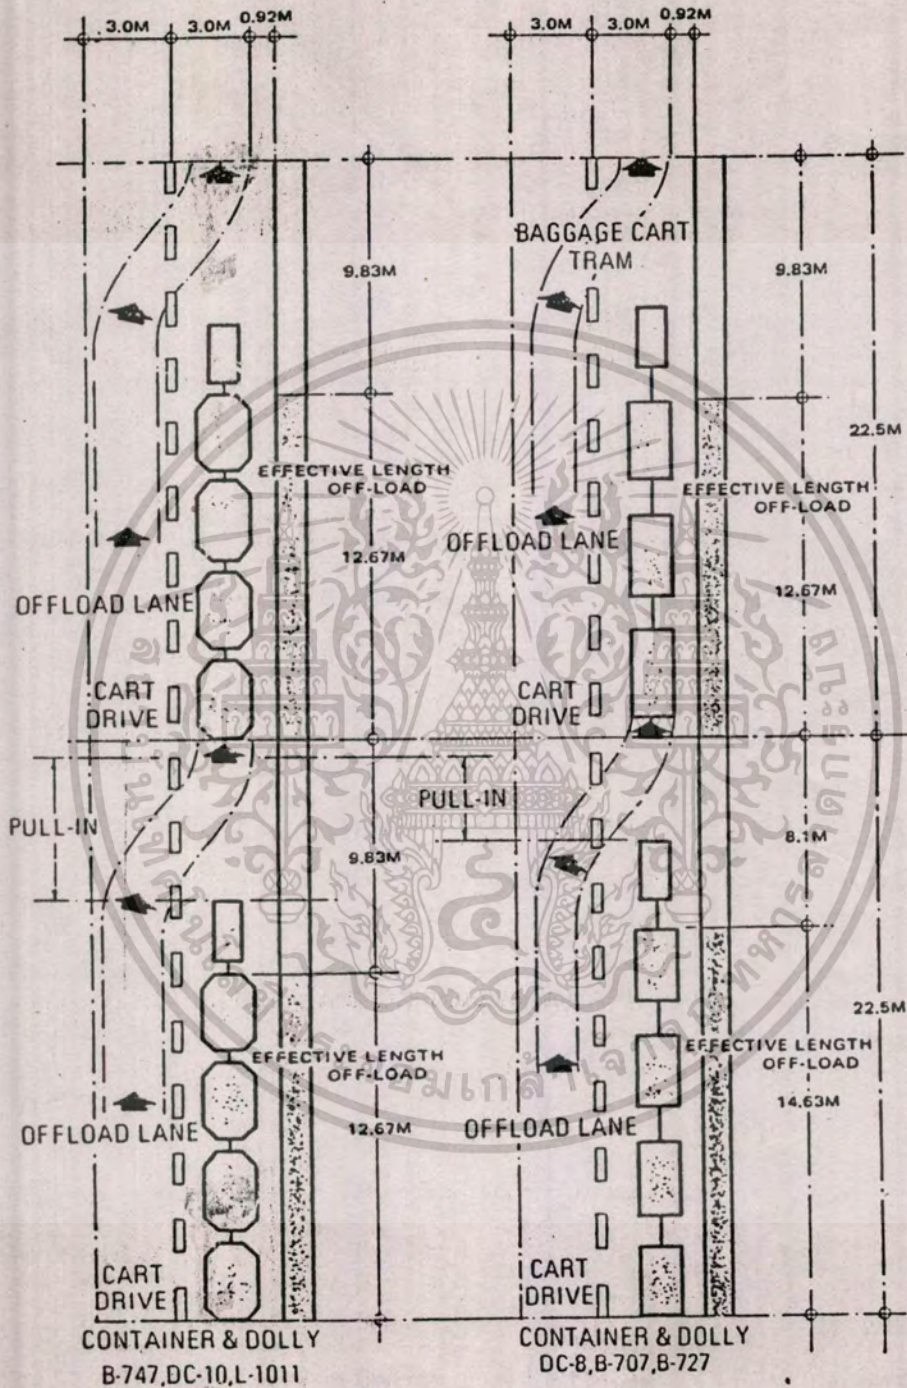 3.0M 3.0M 0.92M
3.0M 3.0M 0.92M
BAGGAGE CART
TRAM
9.83M
9.83M
22.5M
EFFECTIVE LENGTH
OFF-LOAD
EFFECTIVE LENGTH
OFF-LOAD
OFFLOAD LANE
12.67M
12.67M
OFFLOAD LANE
CART
DRIVE
CART
DRIVE
PULL-IN
PULL-IN
9.83M
8.1M
22.5M
EFFECTIVE LENGTH
OFF-LOAD
EFFECTIVE LENGTH
OFF-LOAD
12.67M
14.63M
OFFLOAD LANE
OFFLOAD LANE
CART
DRIVE
CART
DRIVE
CONTAINER & DOLLY
B-747,DC-10,L-1011
CONTAINER & DOLLY
DC-8,B-707,B-727